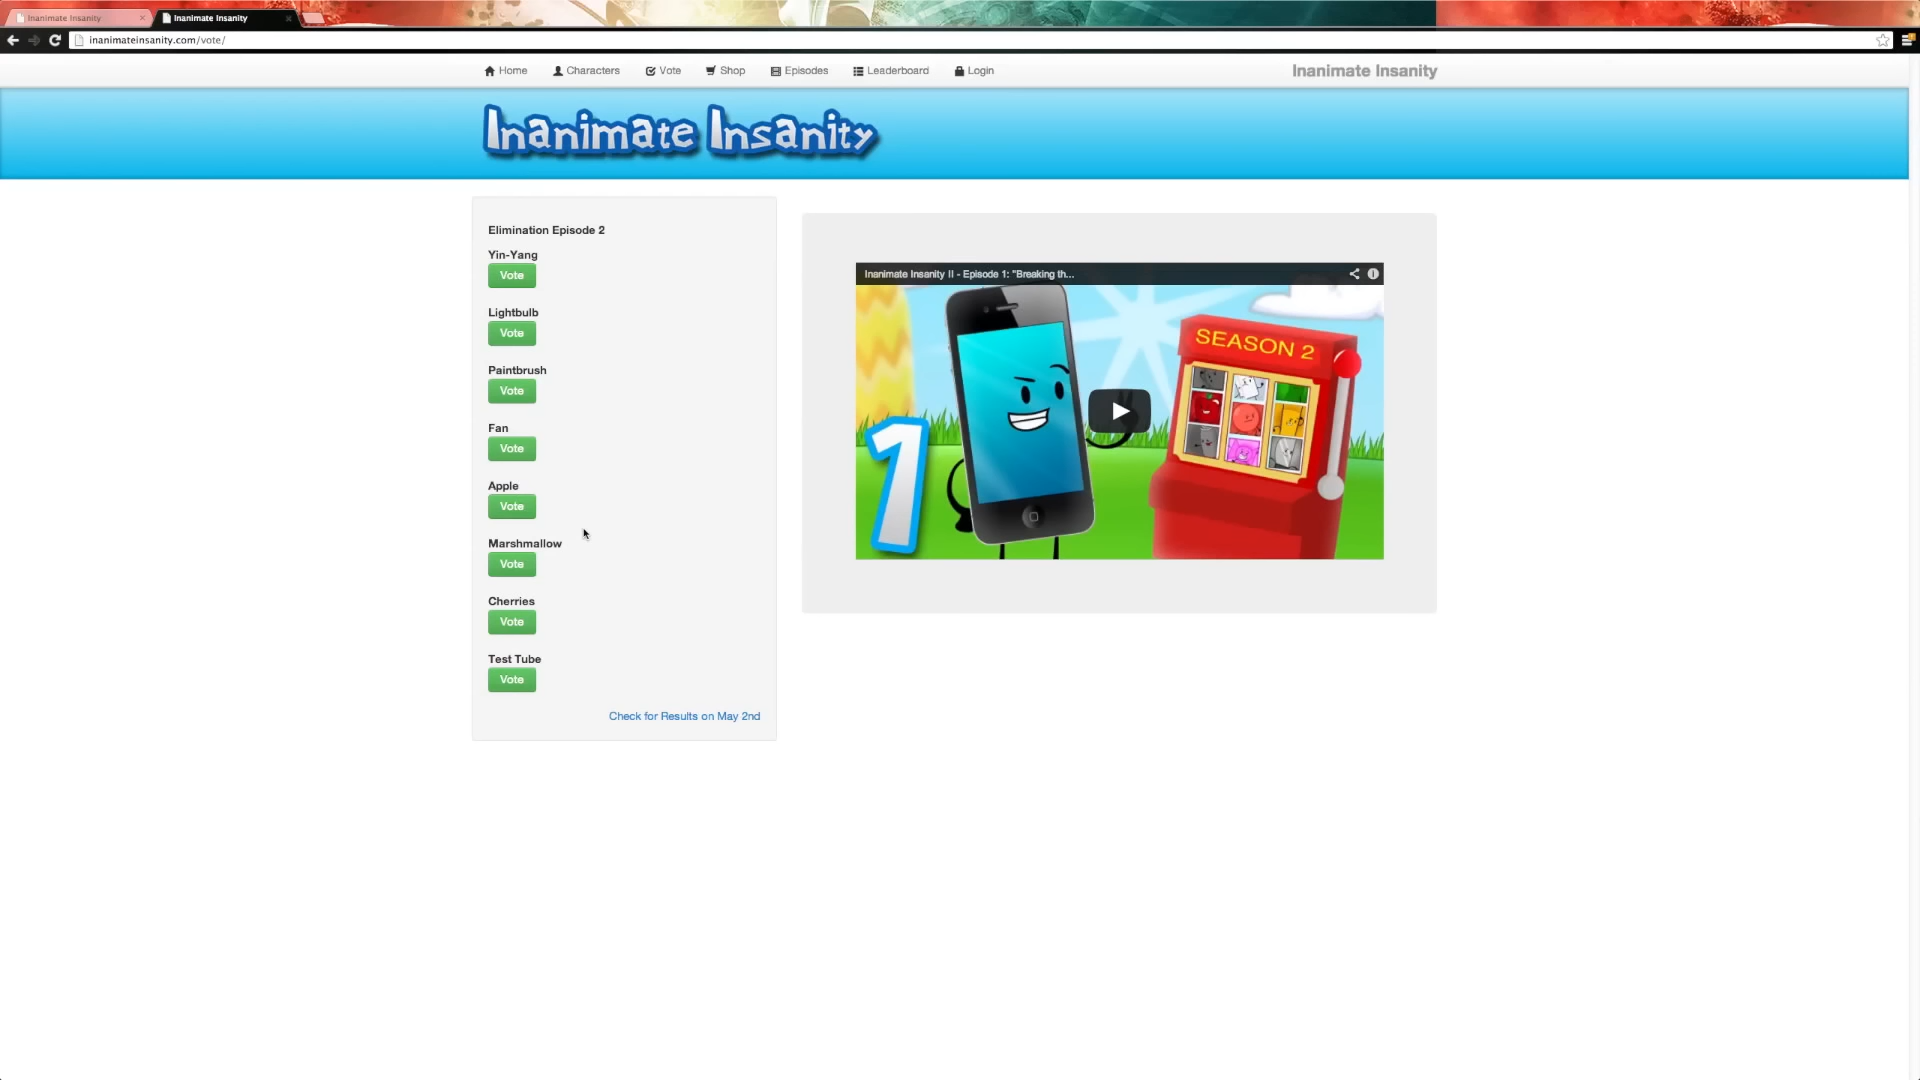 Inanimate Insanity
Inanimate Insanity
inanimateinsanity.com/vote/
Home
Characters
Vote
Shop
Episodes
Leaderboard
Login
Inanimate Insanity
Inanimate Insanity
Elimination Episode 2
Yin-Yang
Vote
Lightbulb
Vote
Paintbrush
Vote
Fan
Vote
Apple
Vote
Marshmallow
Vote
Cherries
Vote
Test Tube
Vote
Check for Results on May 2nd
Inanimate Insanity II - Episode 1: "Breaking th...
SEASON 2
1